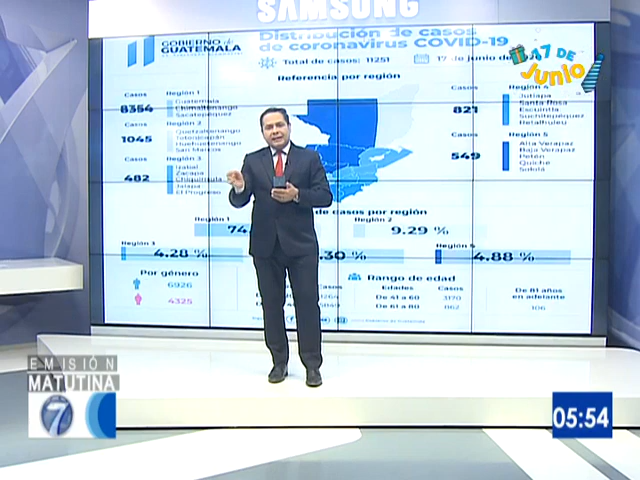 SAMSUNG
GOBIERNO de
GUATEMALA
Distribución de casos
de coronavirus COVID-19
Total de casos: 11251
17 de junio de
17 DE
Junio
Referencia por región
Casos
Región 1
8354
Guatemala
Chimaltenango
Sacatepéquez
Casos
Región 2
1045
Quetzaltenango
Totonicapán
Huehuetenango
San Marcos
Casos
Región 3
482
Izabal
Zacapa
Chiquimula
Jalapa
El Progreso
Casos
Región 4
821
Jutiapa
Santa Rosa
Escuintla
Suchitepéquez
Retalhuleu
Casos
Región 5
549
Alta Verapaz
Baja Verapaz
Petén
Quiché
Sololá
de casos por región
Región 1
74.
Región 2
9.29 %
Región 3
4.28 %
.30 %
Región 5
4.88 %
Por género
6926
4325
Rango de edad
Casos
Edades
Casos
De 41 a 60
3170
De 61 a 80
862
De 81 años
en adelante
106
EMISIÓN
MATUTINA
7
05:54